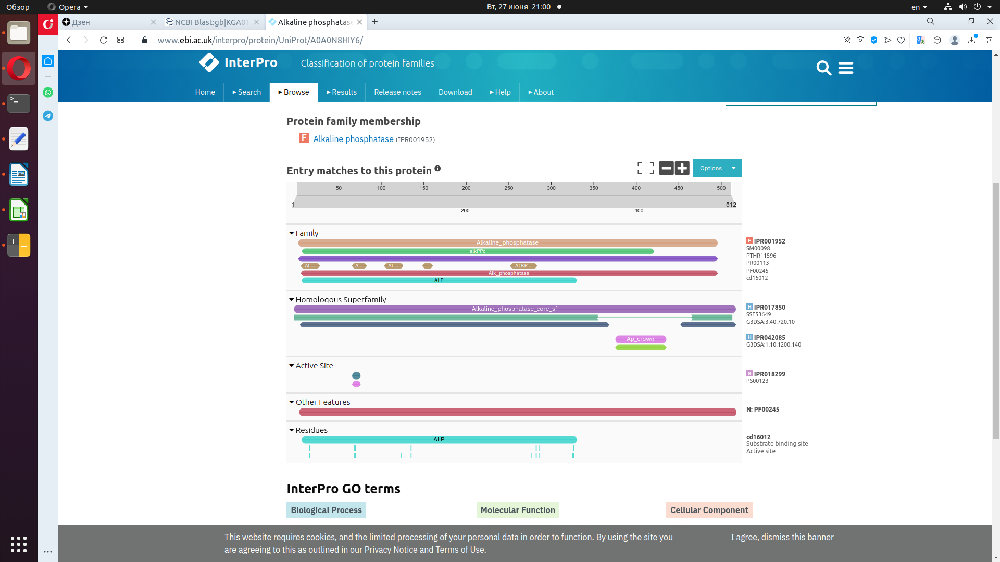 Обзор
Opera
Вт, 27 июня 21:00
en
Дзен
NCBI Blast:gb|KGA01
Alkaline phosphatase
www.ebi.ac.uk/interpro/protein/UniProt/A0A0N8HIY6/
InterPro
Classification of protein families
Home
Search
Browse
Results
Release notes
Download
Help
About
Protein family membership
F Alkaline phosphatase (IPR001952)
Entry matches to this protein
Options
50 100 150 200 250 300 350 400 450 500
1 512
200 400
Family
Alkaline_phosphatase
F IPR001952
alkPPc
SM00098
PTHR11596
AL... A... AL... ALKP...
PR00113
Alk_phosphatase
PF00245
ALP
cd16012
Homologous Superfamily
Alkaline_phosphatase_core_sf
H IPR017850
SSF53649
G3DSA:3.40.720.10
Ap_crown
H IPR042085
G3DSA:1.10.1200.140
Active Site
S IPR018299
PS00123
Other Features
N: PF00245
Residues
ALP
cd16012
Substrate binding site
Active site
InterPro GO terms
Biological Process
Molecular Function
Cellular Component
This website requires cookies, and the limited processing of your personal data in order to function. By using the site you
are agreeing to this as outlined in our Privacy Notice and Terms of Use.
I agree, dismiss this banner